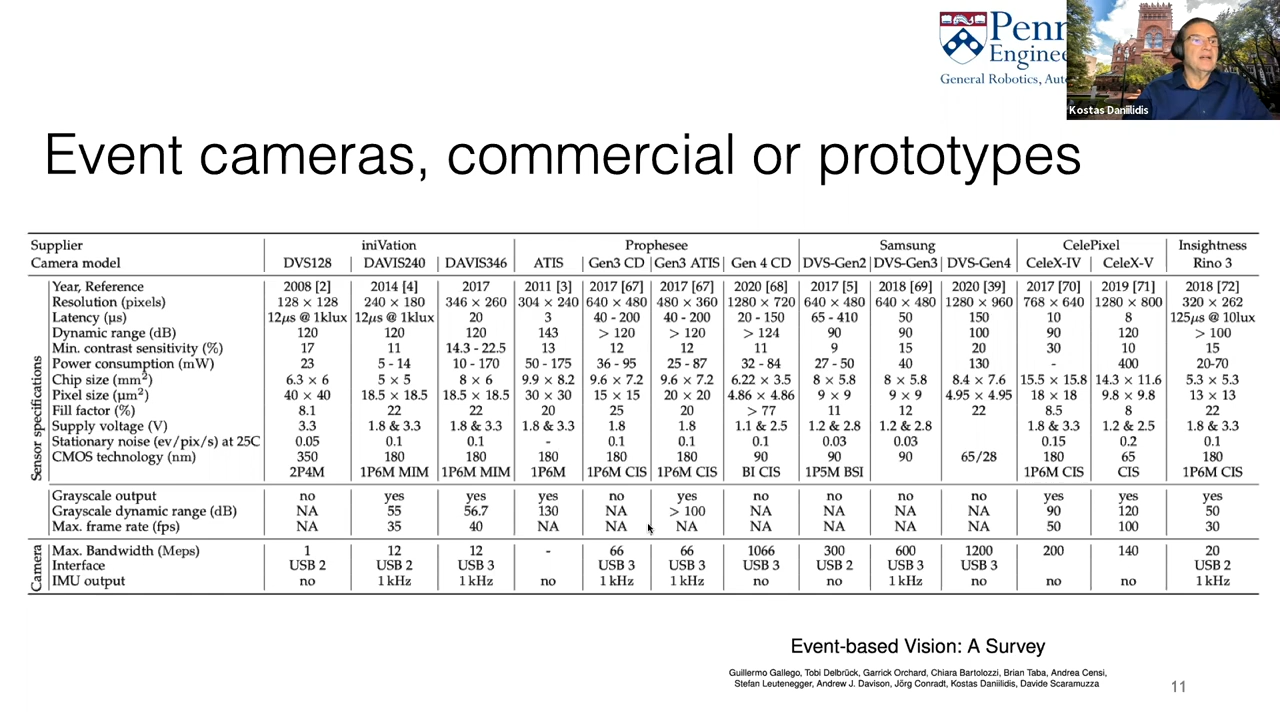 Penn
Enginee
General Robotics, Auto
Kostas Daniilidis
Event cameras, commercial or prototypes
Supplier iniVation Prophesee Samsung CelePixel Insightness
Camera model DVS128 DAVIS240 DAVIS346 ATIS Gen3 CD Gen3 ATIS Gen 4 CD DVS-Gen2 DVS-Gen3 DVS-Gen4 CeleX-IV CeleX-V Rino 3
Sensor specifications
Year, Reference 2008 [2] 2014 [4] 2017 2011 [3] 2017 [67] 2017 [67] 2020 [68] 2017 [5] 2018 [69] 2020 [39] 2017 [70] 2019 [71] 2018 [72]
Resolution (pixels) 128 × 128 240 × 180 346 × 260 304 × 240 640 × 480 480 × 360 1280 × 720 640 × 480 640 × 480 1280 × 960 768 × 640 1280 × 800 320 × 262
Latency (μs) 12μs @ 1klux 12μs @ 1klux 20 3 40 - 200 40 - 200 20 - 150 65 - 410 50 150 10 8 125μs @ 10lux
Dynamic range (dB) 120 120 120 143 > 120 > 120 > 124 90 90 100 90 120 > 100
Min. contrast sensitivity (%) 17 11 14.3 - 22.5 13 12 12 11 9 15 20 30 10 15
Power consumption (mW) 23 5 - 14 10 - 170 50 - 175 36 - 95 25 - 87 32 - 84 27 - 50 40 130 - 400 20-70
Chip size (mm²) 6.3 × 6 5 × 5 8 × 6 9.9 × 8.2 9.6 × 7.2 9.6 × 7.2 6.22 × 3.5 8 × 5.8 8 × 5.8 8.4 × 7.6 15.5 × 15.8 14.3 × 11.6 5.3 × 5.3
Pixel size (μm²) 40 × 40 18.5 × 18.5 18.5 × 18.5 30 × 30 15 × 15 20 × 20 4.86 × 4.86 9 × 9 9 × 9 4.95 × 4.95 18 × 18 9.8 × 9.8 13 × 13
Fill factor (%) 8.1 22 22 20 25 20 > 77 11 12 22 8.5 8 22
Supply voltage (V) 3.3 1.8 & 3.3 1.8 & 3.3 1.8 & 3.3 1.8 1.8 1.1 & 2.5 1.2 & 2.8 1.2 & 2.8 1.8 & 3.3 1.2 & 2.5 1.8 & 3.3
Stationary noise (ev/pix/s) at 25C 0.05 0.1 0.1 - 0.1 0.1 0.1 0.03 0.03 0.15 0.2 0.1
CMOS technology (nm) 350 180 180 180 180 180 90 90 90 65/28 180 65 180
2P4M 1P6M MIM 1P6M MIM 1P6M 1P6M CIS 1P6M CIS BI CIS 1P5M BSI 1P6M CIS CIS 1P6M CIS
Grayscale output no yes yes yes no yes no no no no yes yes yes
Grayscale dynamic range (dB) NA 55 56.7 130 NA > 100 NA NA NA NA 90 120 50
Max. frame rate (fps) NA 35 40 NA NA NA NA NA NA NA 50 100 30
Camera
Max. Bandwidth (Meps) 1 12 12 - 66 66 1066 300 600 1200 200 140 20
Interface USB 2 USB 2 USB 3 USB 3 USB 3 USB 3 USB 2 USB 3 USB 3 USB 2
IMU output no 1 kHz 1 kHz no 1 kHz 1 kHz no no 1 kHz no no no 1 kHz
Event-based Vision: A Survey
Guillermo Gallego, Tobi Delbrück, Garrick Orchard, Chiara Bartolozzi, Brian Taba, Andrea Censi,
Stefan Leutenegger, Andrew J. Davison, Jörg Conradt, Kostas Daniilidis, Davide Scaramuzza
11